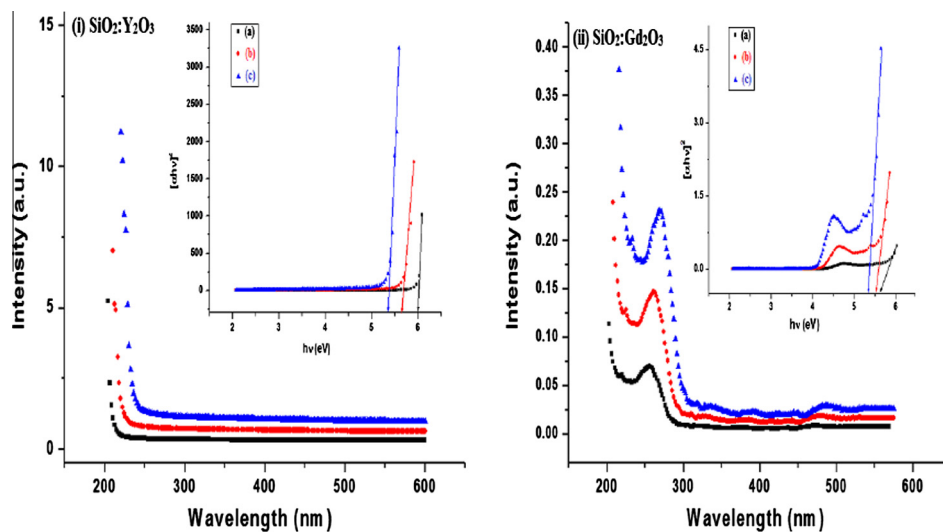 (i) SiO₂:Y₂O₃
Intensity (a.u.)
15
10
5
0
200 300 400 500 600
Wavelength (nm)
(a)
(b)
(c)
[αhν]²
3500
3000
2500
2000
1500
1000
500
0
2 3 4 5 6
hν (eV)
(ii) SiO₂:Gd₂O₃
Intensity (a.u.)
0.40
0.35
0.30
0.25
0.20
0.15
0.10
0.05
0.00
200 300 400 500 600
Wavelength (nm)
(a)
(b)
(c)
[αhν]²
4.5
3.0
1.5
0.0
2 3 4 5 6
hν (eV)